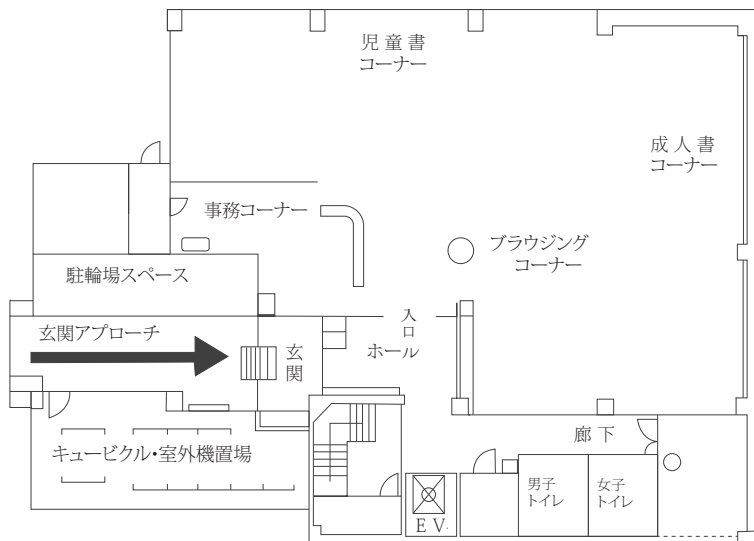 児童書
コーナー
成人書
コーナー
事務コーナー
ブラウジング
コーナー
駐輪場スペース
玄関アプローチ
玄関
入口
ホール
キュービクル・室外機置場
廊下
男子
トイレ
女子
トイレ
EV.